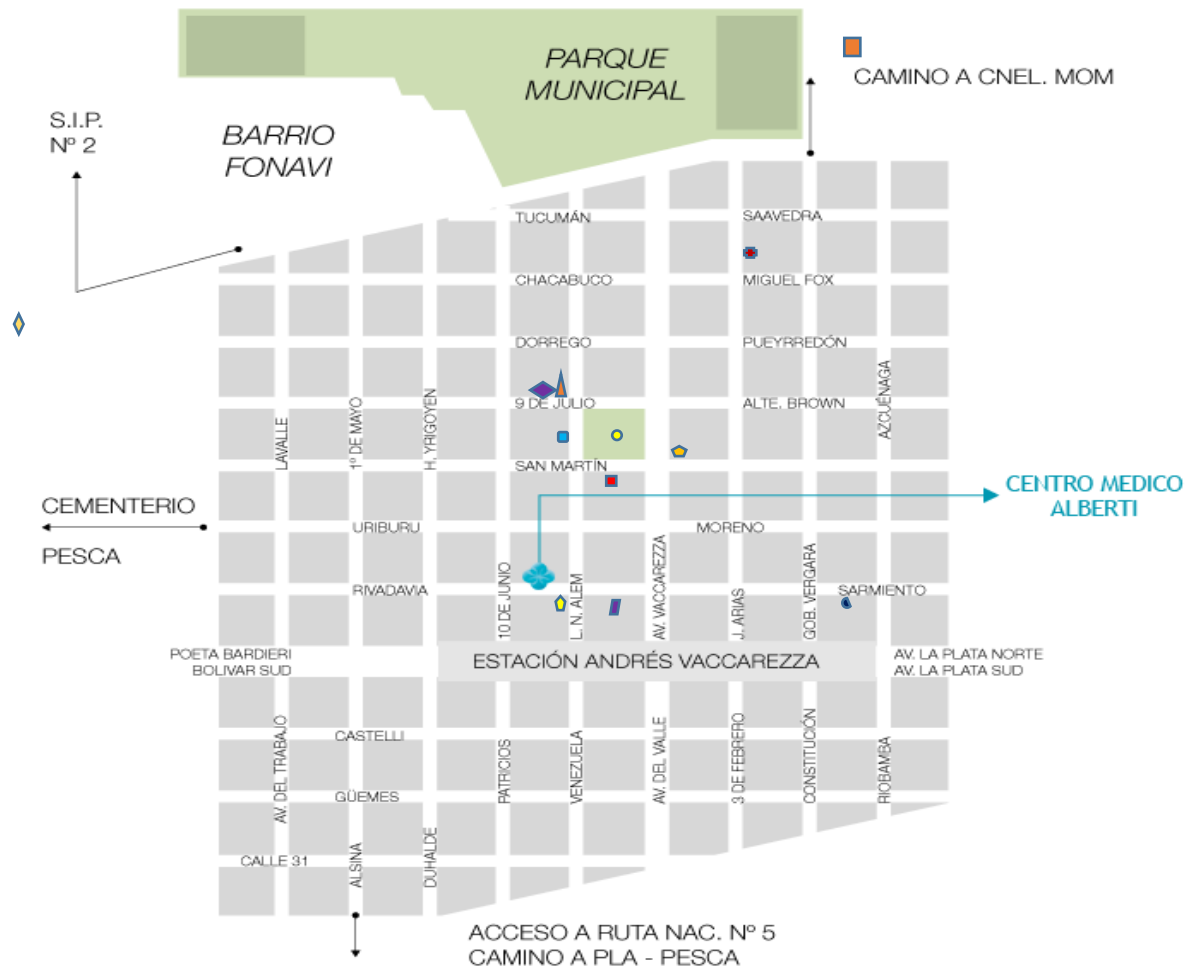 PARQUE
MUNICIPAL
CAMINO A CNEL. MOM
S.I.P.
Nº 2
BARRIO
FONAVI
TUCUMÁN
SAAVEDRA
CHACABUCO
MIGUEL FOX
DORREGO
PUEYRREDÓN
9 DE JULIO
ALTE. BROWN
LAVALLE
1º DE MAYO
H. YRIGOYEN
AZCUÉNAGA
SAN MARTÍN
CENTRO MEDICO
ALBERTI
CEMENTERIO
PESCA
URIBURU
MORENO
RIVADAVIA
SARMIENTO
10 DE JUNIO
L. N. ALEM
AV. VACCAREZZA
J. ARIAS
GOB. VERGARA
POETA BARDIERI
BOLIVAR SUD
ESTACIÓN ANDRÉS VACCAREZZA
AV. LA PLATA NORTE
AV. LA PLATA SUD
AV. DEL TRABAJO
CASTELLI
PATRICIOS
VENEZUELA
AV. DEL VALLE
3 DE FEBRERO
CONSTITUCIÓN
RIOBAMBA
GÜEMES
CALLE 31
ALSINA
DUHALDE
ACCESO A RUTA NAC. Nº 5
CAMINO A PLA - PESCA